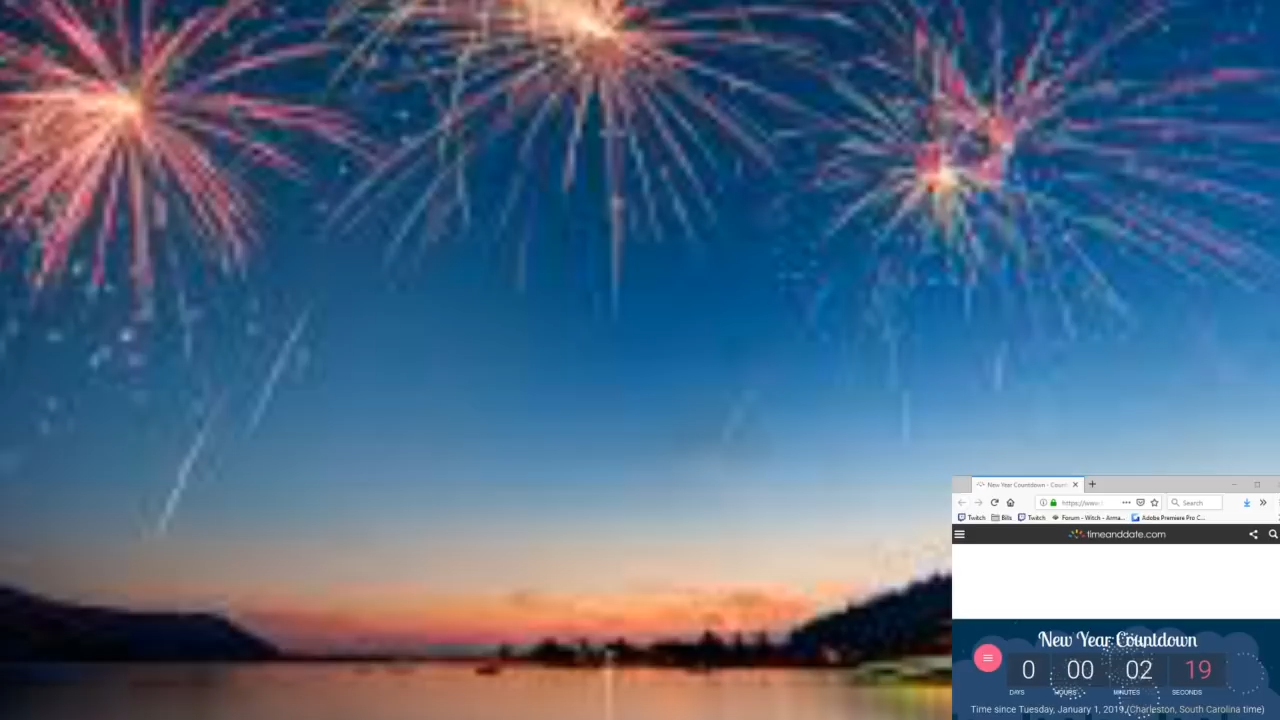 New Year Countdown - Coun
https://www.
Search
Twitch
Bills
Twitch
Forum - Witch - Arma...
Adobe Premiere Pro C...
timeanddate.com
New Year Countdown
0 00 02 19
DAYS HOURS MINUTES SECONDS
Time since Tuesday, January 1, 2019 (Charleston, South Carolina time)